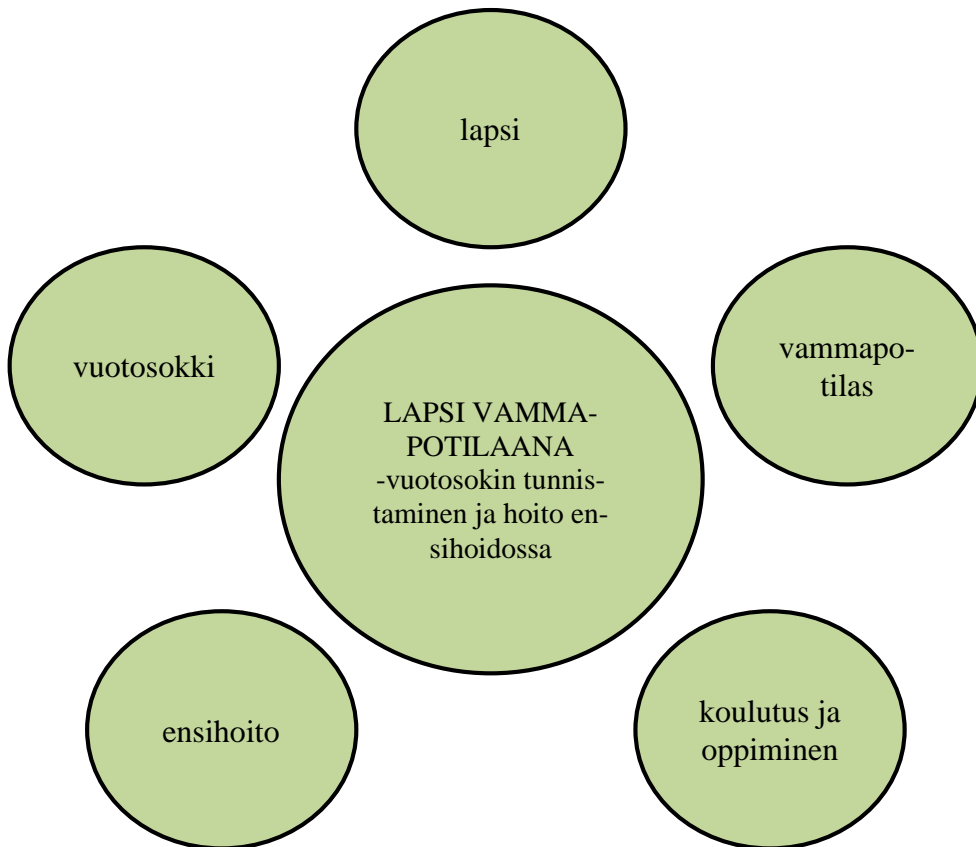 lapsi
vuotosokki
vammapo-
tilas
LAPSI VAMMA-
POTILAANA
-vuotosokin tunnis-
taminen ja hoito en-
sihoidossa
ensihoito
koulutus ja
oppiminen